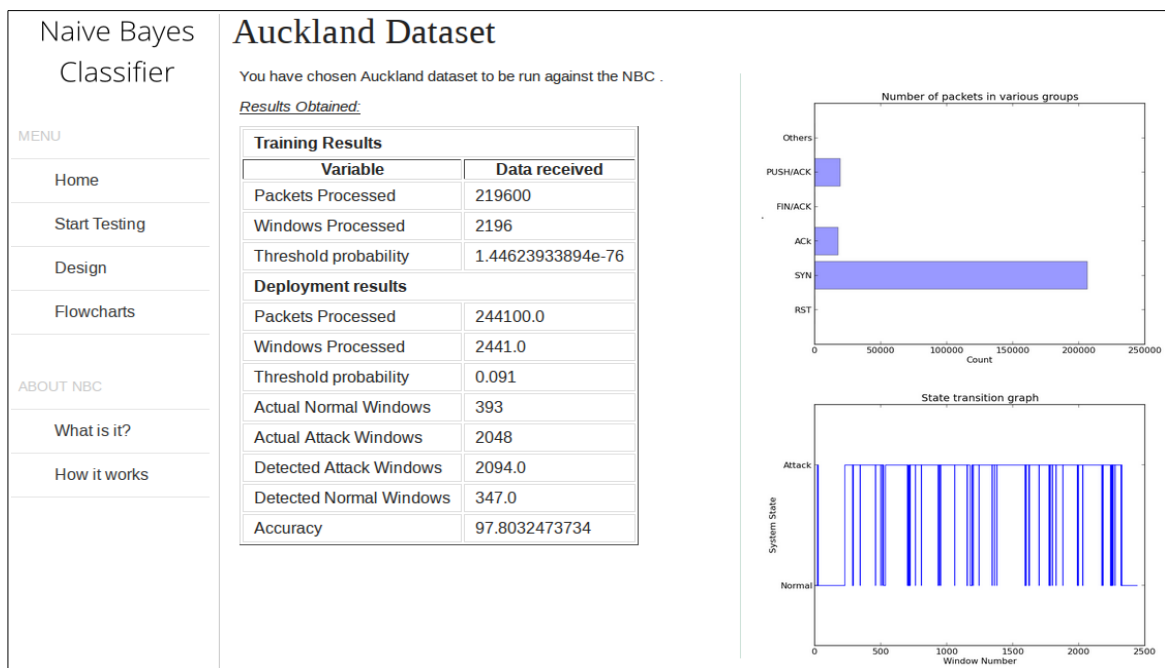 Naive Bayes
Classifier
MENU
Home
Start Testing
Design
Flowcharts
ABOUT NBC
What is it?
How it works
Auckland Dataset
You have chosen Auckland dataset to be run against the NBC .
Results Obtained:
Training Results
Variable Data received
Packets Processed 219600
Windows Processed 2196
Threshold probability 1.44623933894e-76
Deployment results
Packets Processed 244100.0
Windows Processed 2441.0
Threshold probability 0.091
Actual Normal Windows 393
Actual Attack Windows 2048
Detected Attack Windows 2094.0
Detected Normal Windows 347.0
Accuracy 97.8032473734
Number of packets in various groups
Others
PUSH/ACK
FIN/ACK
ACk
SYN
RST
0 50000 100000 150000 200000 250000
Count
State transition graph
Attack
System State
Normal
0 500 1000 1500 2000 2500
Window Number